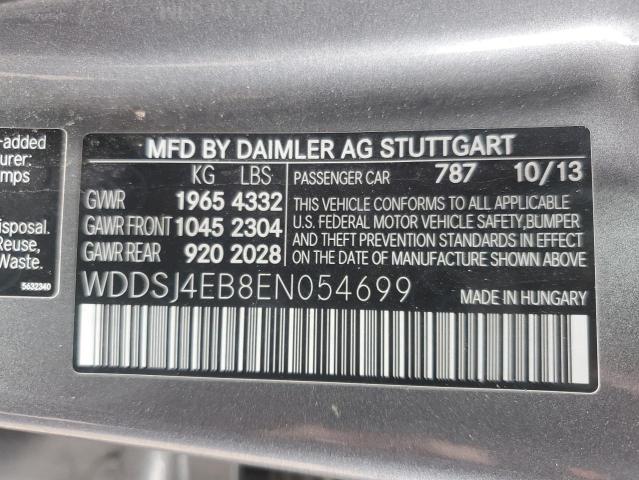 -added
urer:
mps
isposal.
Reuse,
Waste.
5632340
MFD BY DAIMLER AG STUTTGART
KG LBS
GVWR 1965 4332
GAWR FRONT 1045 2304
GAWR REAR 920 2028
PASSENGER CAR 787 10/13
THIS VEHICLE CONFORMS TO ALL APPLICABLE
U.S. FEDERAL MOTOR VEHICLE SAFETY,BUMPER
AND THEFT PREVENTION STANDARDS IN EFFECT
ON THE DATE OF MANUFACTURE SHOWN ABOVE
WDDSJ4EB8EN054699 MADE IN HUNGARY